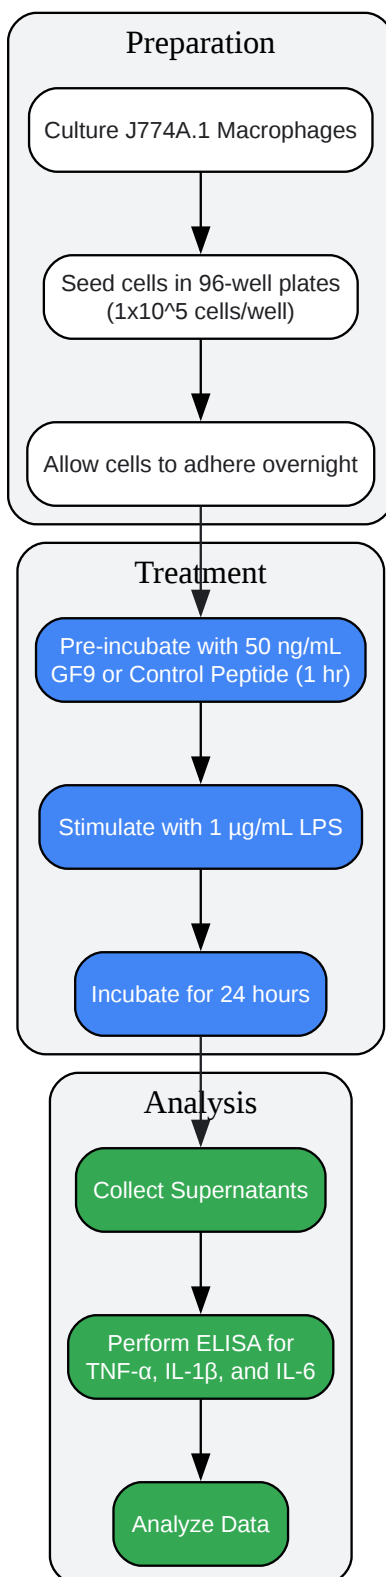 Preparation
Culture J774A.1 Macrophages
Seed cells in 96-well plates
(1x10^5 cells/well)
Allow cells to adhere overnight
Treatment
Pre-incubate with 50 ng/mL
GF9 or Control Peptide (1 hr)
Stimulate with 1 µg/mL LPS
Incubate for 24 hours
Analysis
Collect Supernatants
Perform ELISA for
TNF-α, IL-1β, and IL-6
Analyze Data